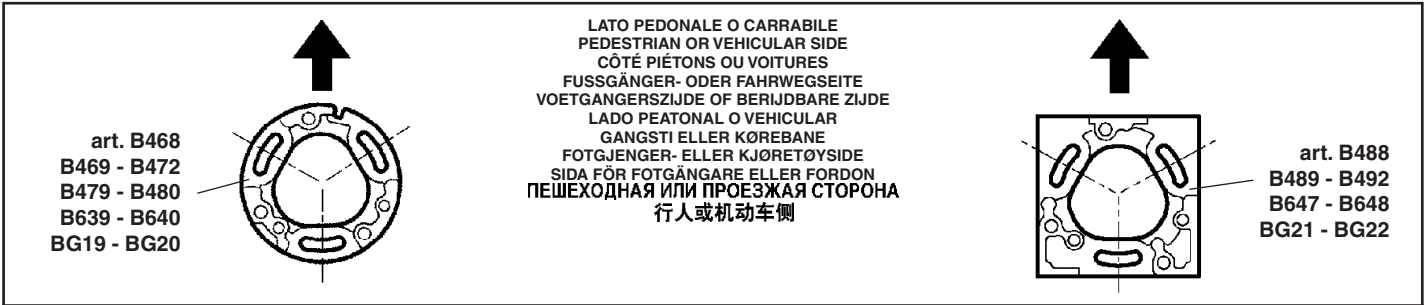 art. B468
B469 - B472
B479 - B480
B639 - B640
BG19 - BG20
LATO PEDONALE O CARRABILE
PEDESTRIAN OR VEHICULAR SIDE
CÔTÉ PIÉTONS OU VOITURES
FUSSGÄNGER- ODER FAHRWEGSEITE
VOETGANGERSZIJDE OF BERIJDBARE ZIJDE
LADO PEATONAL O VEHICULAR
GANGSTI ELLER KØREBANE
FOTGJENGER- ELLER KJØRETØYSIDE
SIDA FÖR FOTGÄNGARE ELLER FORDON
ПЕШЕХОДНАЯ ИЛИ ПРОЕЗЖАЯ СТОРОНА
行人或机动车侧
art. B488
B489 - B492
B647 - B648
BG21 - BG22